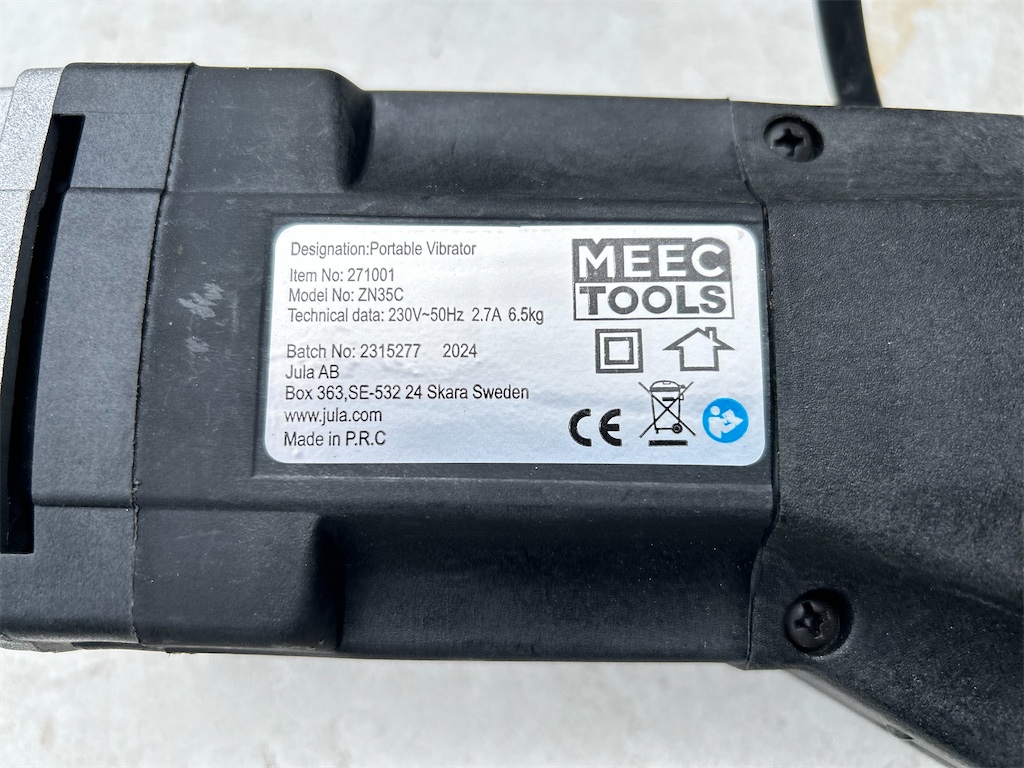 Designation:Portable Vibrator
Item No: 271001
Model No: ZN35C
Technical data: 230V~50Hz 2.7A 6.5kg
Batch No: 2315277 2024
Jula AB
Box 363,SE-532 24 Skara Sweden
www.jula.com
Made in P.R.C
MEEC
TOOLS
CE